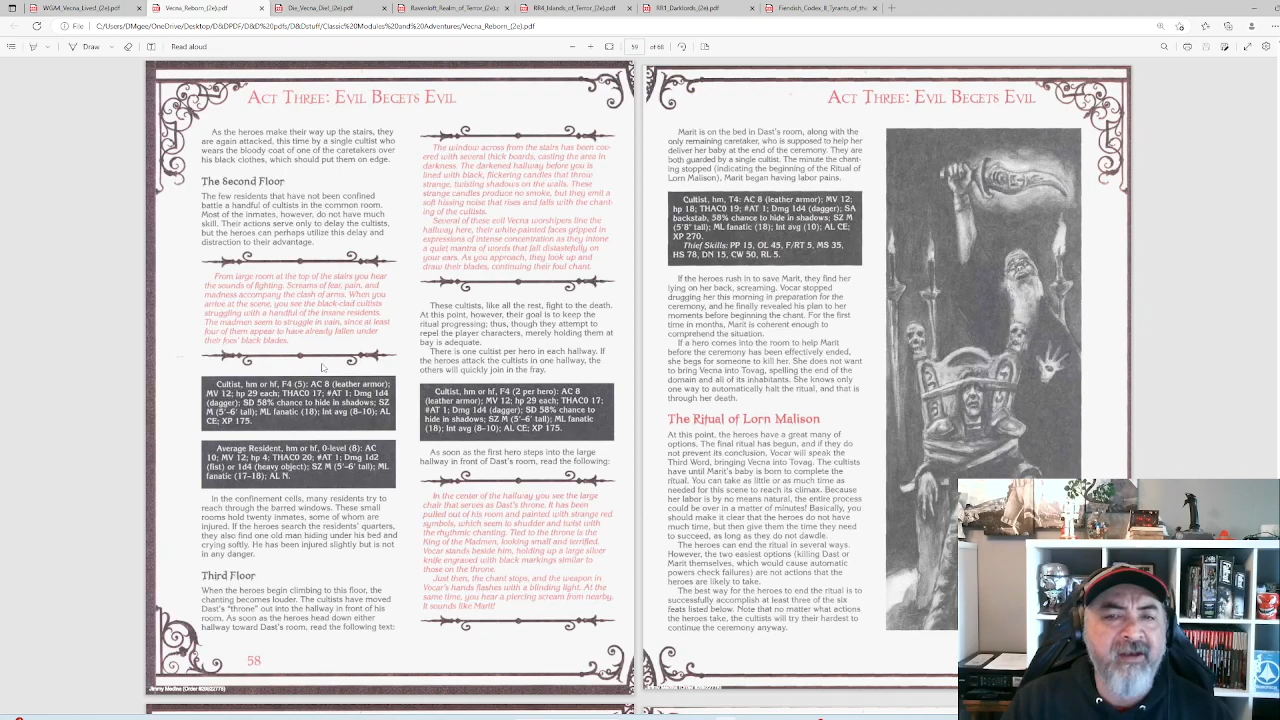 WGM_Vecna_Lived_(2e).pdf
Vecna_Reborn_(2e).pdf
Die_Vecna_Die!_(2e).pdf
Ravenloft_Realm_of_Terror_(2e).p
RR4_Islands_of_Terror_(2e).pdf
RR1_Darklords_(2e).pdf
Fiendish_Codex_II_Tyrants_of_th
File
C:/Users/DMgee/OneDrive/Desktop/D&DPDF/D&D%20pdfs/D&Dstuff/Classic%20Modules%20and%20Adventures/Vecna_Reborn_(2e).pdf
Draw
Read aloud
59
of 68
Act Three: Evil Begets Evil
As the heroes make their way up the stairs, they
are again attacked, this time by a single cultist who
wears the bloody coat of one of the caretakers over
his black clothes, which should put them on edge.
The Second Floor
The few residents that have not been confined
battle a handful of cultists in the common room.
Most of the inmates, however, do not have much
skill. Their actions serve only to delay the cultists,
but the heroes can perhaps utilize this delay and
distraction to their advantage.
From large room at the top of the stairs you hear
the sounds of fighting. Screams of fear, pain, and
madness accompany the clash of arms. When you
arrive at the scene, you see the black-clad cultists
struggling with a handful of the insane residents.
The madmen seem to struggle in vain, since at least
four of them appear to have already fallen under
their foes' black blades.
Cultist, hm or hf, F4 (5): AC 8 (leather armor);
MV 12; hp 29 each; THAC0 17; #AT 1; Dmg 1d4
(dagger); SD 58% chance to hide in shadows; SZ
M (5'-6' tall); ML fanatic (18); Int avg (8-10); AL
CE; XP 175.
Average Resident, hm or hf, 0-level (8): AC
10; MV 12; hp 4; THAC0 20; #AT 1; Dmg 1d2
(fist) or 1d4 (heavy object); SZ M (5'-6' tall); ML
fanatic (17-18); AL N.
In the confinement cells, many residents try to
reach through the barred windows. These small
rooms hold twenty inmates, some of whom are
injured. If the heroes search the residents' quarters,
they also find one old man hiding under his bed and
crying softly. He has been injured slightly but is not
in any danger.
Third Floor
When the heroes begin climbing to this floor, the
chanting becomes louder. The cultists have moved
Dast's "throne" out into the hallway in front of his
room. As soon as the heroes head down either
hallway toward Dast's room, read the following text:
58
Jimmy Medina (Order #28922775)
The window across from the stairs has been cov-
ered with several thick boards, casting the area in
darkness. The darkened hallway before you is
lined with black, flickering candles that throw
strange, twisting shadows on the walls. These
strange candles produce no smoke, but they emit a
soft hissing noise that rises and falls with the chant-
ing of the cultists.
Several of these evil Vecna worshipers line the
hallway here, their white-painted faces gripped in
expressions of intense concentration as they intone
a quiet mantra of words that fall distastefully on
your ears. As you approach, they look up and
draw their blades, continuing their foul chant.
These cultists, like all the rest, fight to the death.
At this point, however, their goal is to keep the
ritual progressing; thus, though they attempt to
repel the player characters, merely holding them at
bay is adequate.
There is one cultist per hero in each hallway. If
the heroes attack the cultists in one hallway, the
others will quickly join in the fray.
Cultist, hm or hf, F4 (2 per hero): AC 8
(leather armor); MV 12; hp 29 each; THAC0 17;
#AT 1; Dmg 1d4 (dagger); SD 58% chance to
hide in shadows; SZ M (5'-6' tall); ML fanatic
(18); Int avg (8-10); AL CE; XP 175.
As soon as the first hero steps into the large
hallway in front of Dast's room, read the following:
In the center of the hallway you see the large
chair that serves as Dast's throne. It has been
pulled out of his room and painted with strange red
symbols, which seem to shudder and twist with
the rhythmic chanting. Tied to the throne is the
King of the Madmen, looking small and terrified.
Vocar stands beside him, holding up a large silver
knife engraved with black markings similar to
those on the throne.
Just then, the chant stops, and the weapon in
Vocar's hands flashes with a blinding light. At the
same time, you hear a piercing scream from nearby.
It sounds like Marit!
Act Three: Evil Begets Evil
Marit is on the bed in Dast's room, along with the
only remaining caretaker, who is supposed to help her
deliver her baby at the end of the ceremony. They are
both guarded by a single cultist. The minute the chant-
ing stopped (indicating the beginning of the Ritual of
Lorn Malison), Marit began having labor pains.
Cultist, hm, T4: AC 8 (leather armor); MV 12;
hp 18; THAC0 19; #AT 1; Dmg 1d4 (dagger); SA
backstab, 58% chance to hide in shadows; SZ M
(5'8' tall); ML fanatic (18); Int avg (10); AL CE;
XP 270.
Thief Skills: PP 15, OL 45, F/RT 5, MS 35,
HS 78, DN 15, CW 50, RL 5.
If the heroes rush in to save Marit, they find her
lying on her back, screaming. Vocar stopped
drugging her this morning in preparation for the
ceremony, and he finally revealed his plan to her
moments before beginning the chant. For the first
time in months, Marit is coherent enough to
comprehend the situation.
If a hero comes into the room to help Marit
before the ceremony has been effectively ended,
she begs for someone to kill her. She does not want
to bring Vecna into Tovag, spelling the end of the
domain and all of its inhabitants. She knows only
one way to automatically halt the ritual, and that is
through her death.
The Ritual of Lorn Malison
At this point, the heroes have a great many of
options. The final ritual has begun, and if they do
not prevent its conclusion, Vocar will speak the
Third Word, bringing Vecna into Tovag. The cultists
have until Marit's baby is born to complete the
ritual. You can take as little or as much time as
needed for this scene to reach its climax. Because
her labor is by no means natural, the entire process
could be over in a matter of minutes! Basically, you
should make it clear that the heroes do not have
much time, but then give them the time they need
to succeed, as long as they do not dawdle.
The heroes can end the ritual in several ways.
However, the two easiest options (killing Dast or
Marit themselves, which would cause automatic
powers check failures) are not actions that the
heroes are likely to take.
The best way for the heroes to end the ritual is to
successfully accomplish at least three of the six
feats listed below. Note that no matter what actions
the heroes take, the cultists will try their hardest to
continue the ceremony anyway.